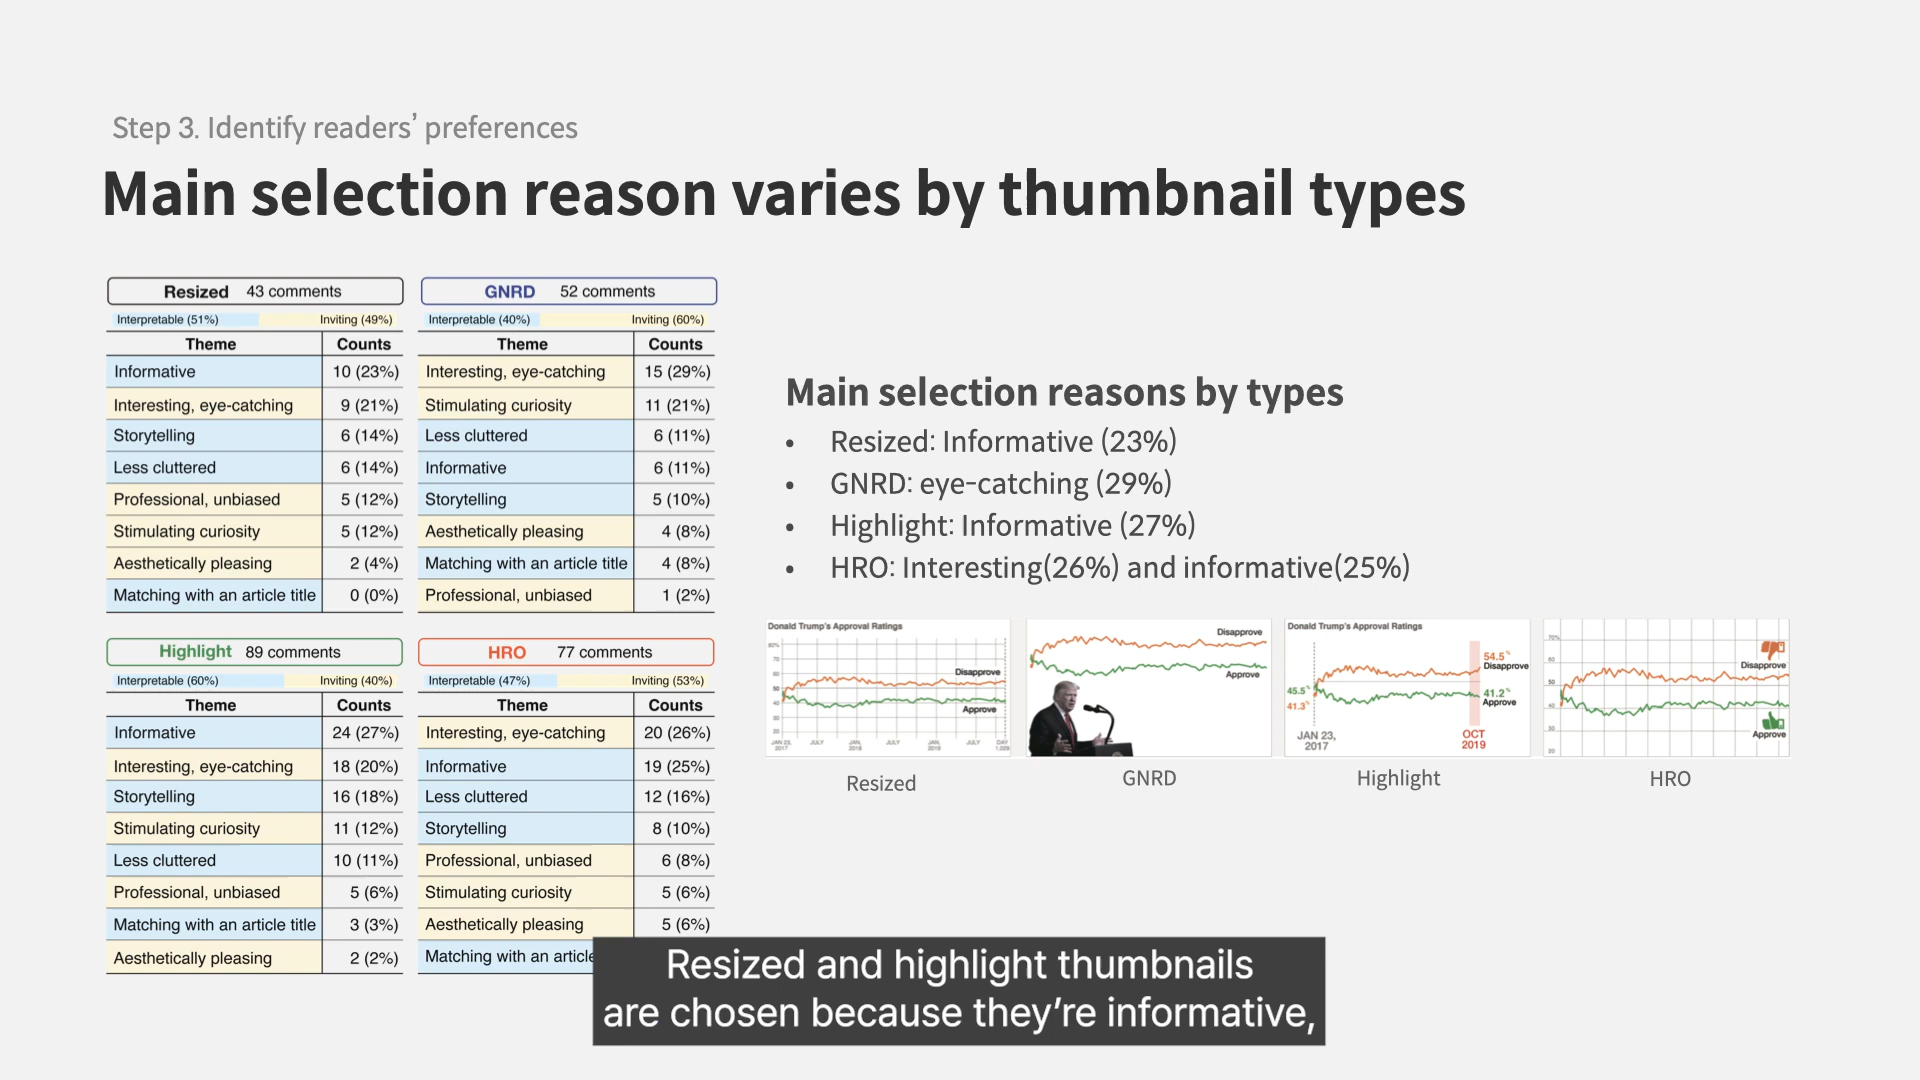 Step 3. Identify readers’ preferences
Main selection reason varies by thumbnail types
Resized 43 comments
Interpretable (51%) Inviting (49%)
Theme Counts
Informative 10 (23%)
Interesting, eye-catching 9 (21%)
Storytelling 6 (14%)
Less cluttered 6 (14%)
Professional, unbiased 5 (12%)
Stimulating curiosity 5 (12%)
Aesthetically pleasing 2 (4%)
Matching with an article title 0 (0%)
GNRD 52 comments
Interpretable (40%) Inviting (60%)
Theme Counts
Interesting, eye-catching 15 (29%)
Stimulating curiosity 11 (21%)
Less cluttered 6 (11%)
Informative 6 (11%)
Storytelling 5 (10%)
Aesthetically pleasing 4 (8%)
Matching with an article title 4 (8%)
Professional, unbiased 1 (2%)
Highlight 89 comments
Interpretable (60%) Inviting (40%)
Theme Counts
Informative 24 (27%)
Interesting, eye-catching 18 (20%)
Storytelling 16 (18%)
Stimulating curiosity 11 (12%)
Less cluttered 10 (11%)
Professional, unbiased 5 (6%)
Matching with an article title 3 (3%)
Aesthetically pleasing 2 (2%)
HRO 77 comments
Interpretable (47%) Inviting (53%)
Theme Counts
Interesting, eye-catching 20 (26%)
Informative 19 (25%)
Less cluttered 12 (16%)
Storytelling 8 (10%)
Professional, unbiased 6 (8%)
Stimulating curiosity 5 (6%)
Aesthetically pleasing 5 (6%)
Matching with an article
Main selection reasons by types
• Resized: Informative (23%)
• GNRD: eye-catching (29%)
• Highlight: Informative (27%)
• HRO: Interesting(26%) and informative(25%)
Donald Trump's Approval Ratings
Disapprove
Approve
JAN 23, JULY JAN, JULY JAN, JULY DAY
2017 2018 2019
Resized
Disapprove
Approve
GNRD
Donald Trump's Approval Ratings
54.5%
Disapprove
45.5%
41.3%
41.2%
Approve
JAN 23,
2017
OCT
2019
Highlight
70%
60
Disapprove
50
40
Approve
20
HRO
Resized and highlight thumbnails
are chosen because they’re informative,